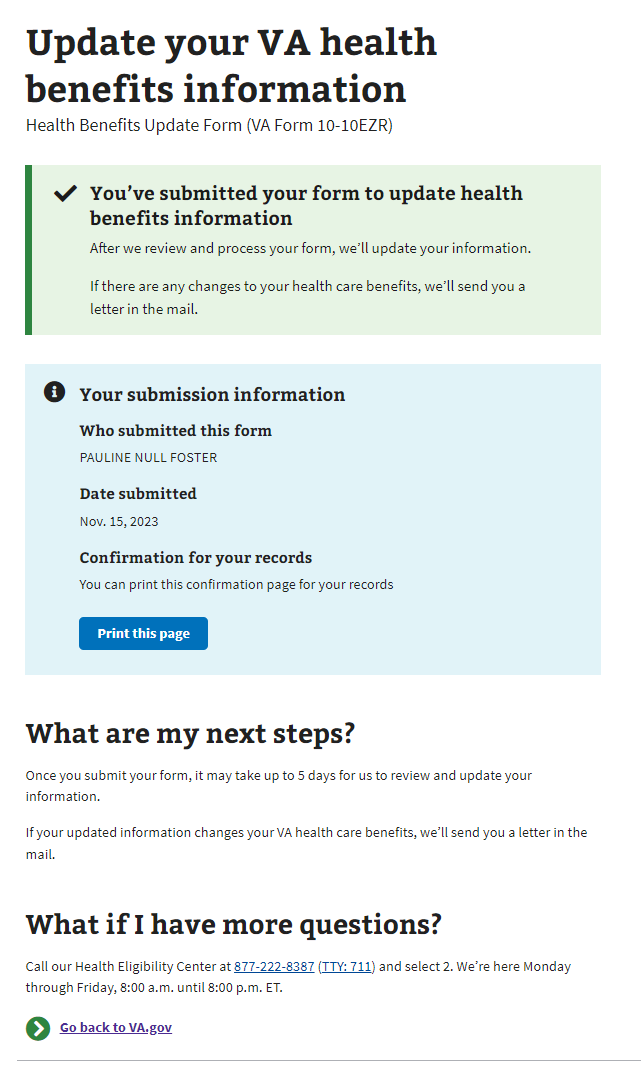 Update your VA health
benefits information
Health Benefits Update Form (VA Form 10-10EZR)
You’ve submitted your form to update health
benefits information
After we review and process your form, we’ll update your information.
If there are any changes to your health care benefits, we’ll send you a
letter in the mail.
Your submission information
Who submitted this form
PAULINE NULL FOSTER
Date submitted
Nov. 15, 2023
Confirmation for your records
You can print this confirmation page for your records
Print this page
What are my next steps?
Once you submit your form, it may take up to 5 days for us to review and update your
information.
If your updated information changes your VA health care benefits, we’ll send you a letter in the
mail.
What if I have more questions?
Call our Health Eligibility Center at 877-222-8387 (TTY: 711) and select 2. We’re here Monday
through Friday, 8:00 a.m. until 8:00 p.m. ET.
Go back to VA.gov